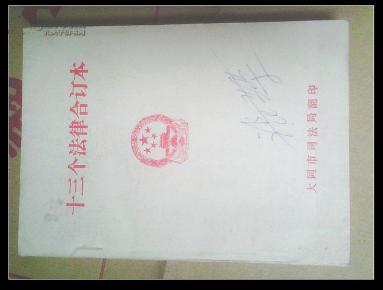 十三个法律合订本
大同市司法局翻印